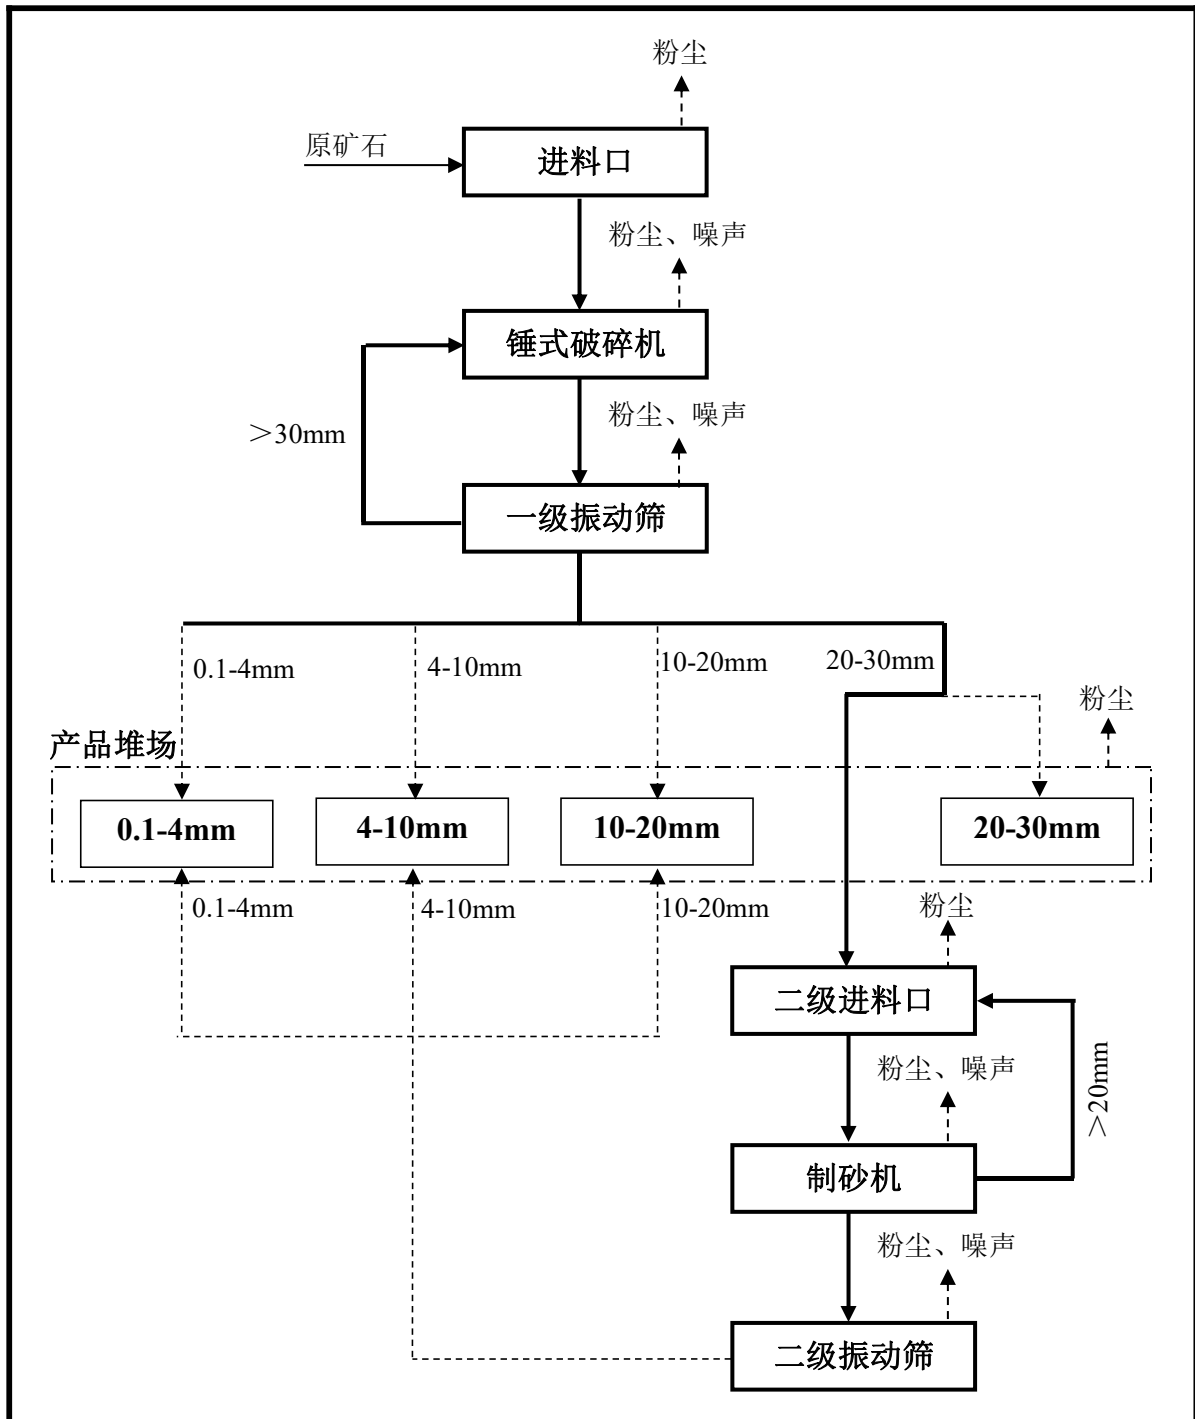 粉尘
原矿石
进料口
粉尘、噪声
锤式破碎机
粉尘、噪声
＞30mm
一级振动筛
0.1-4mm
4-10mm
10-20mm
20-30mm
粉尘
产品堆场
0.1-4mm
4-10mm
10-20mm
20-30mm
0.1-4mm
4-10mm
10-20mm
粉尘
二级进料口
粉尘、噪声
＞20mm
制砂机
粉尘、噪声
二级振动筛